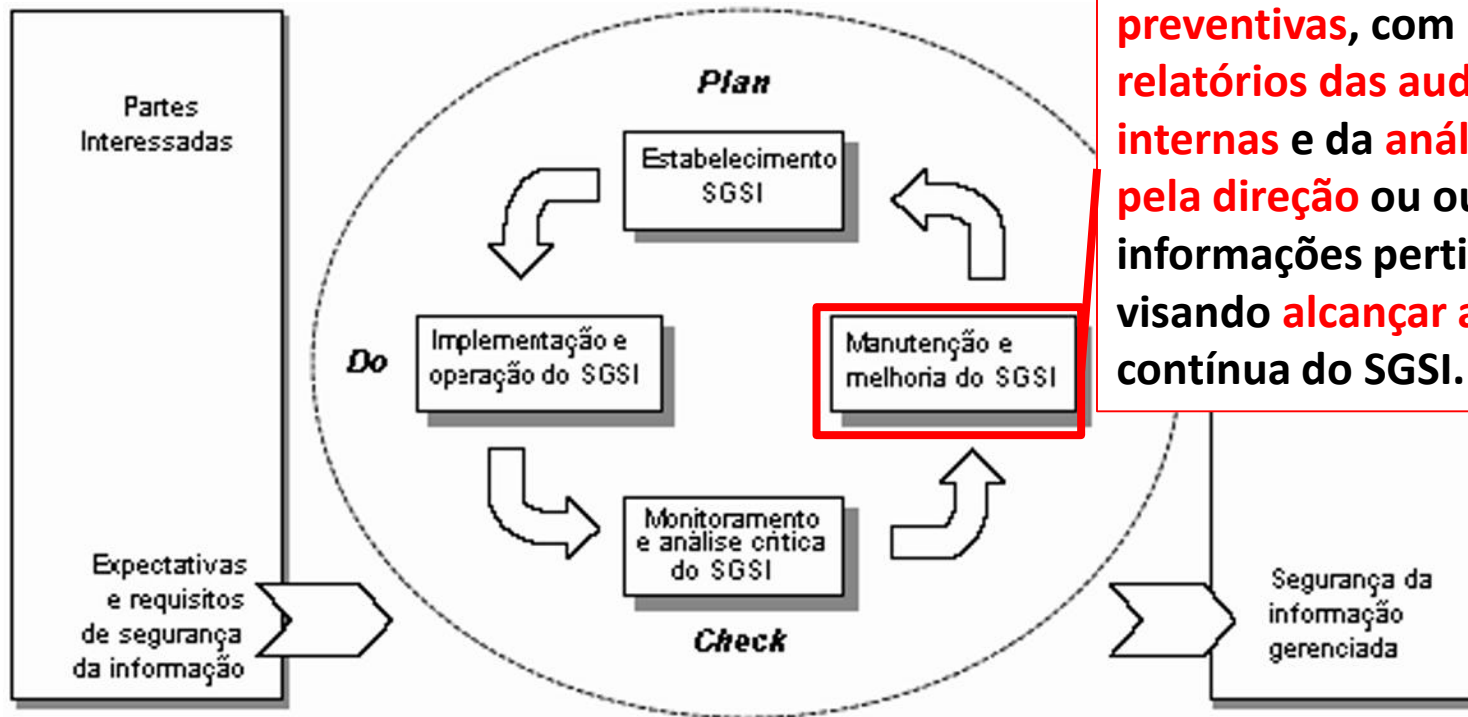 Partes
Interessadas
Expectativas
e requisitos
de segurança
da informação
Plan
Estabelecimento
SGSI
Do
Implementação e
operação do SGSI
Manutenção e
melhoria do SGSI
Monitoramento
e análise crítica
do SGSI
Check
preventivas, com
relatórios das aud
internas e da anál
pela direção ou ou
informações perti
visando alcançar a
contínua do SGSI.
Segurança da
informação
gerenciada